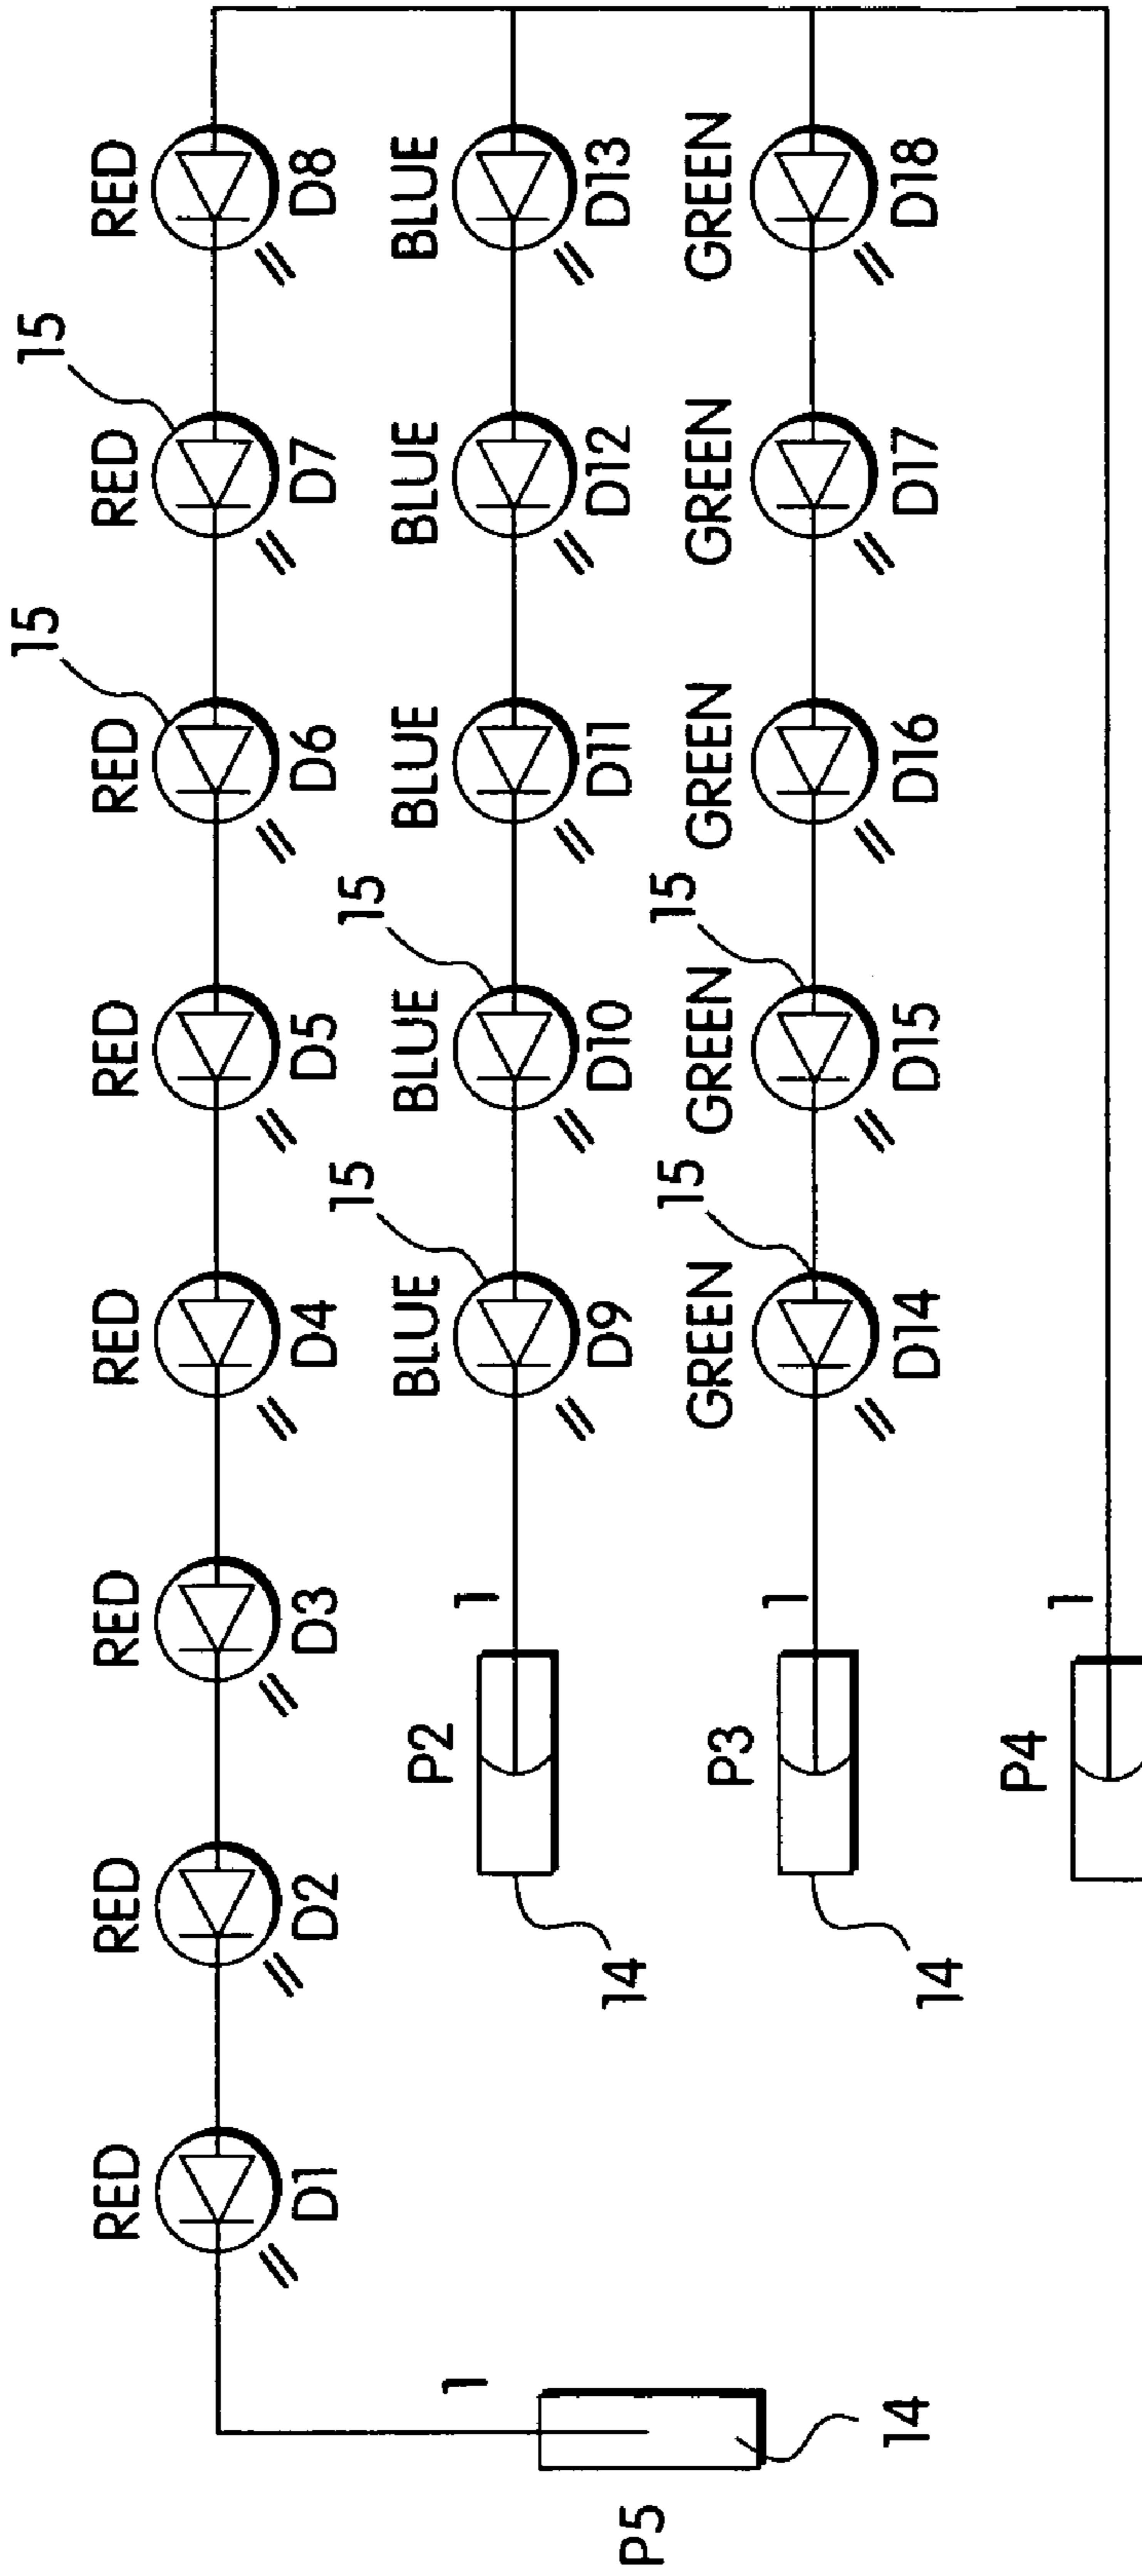 15 15
RED RED RED RED RED RED RED RED
D1 D2 D3 D4 D5 D6 D7 D8
15 15
P2 BLUE BLUE BLUE BLUE BLUE
1 1
D9 D10 D11 D12 D13
P5 14
15 15
P3 GREEN GREEN GREEN GREEN GREEN
1
D14 D15 D16 D17 D18
14 14
P4 1